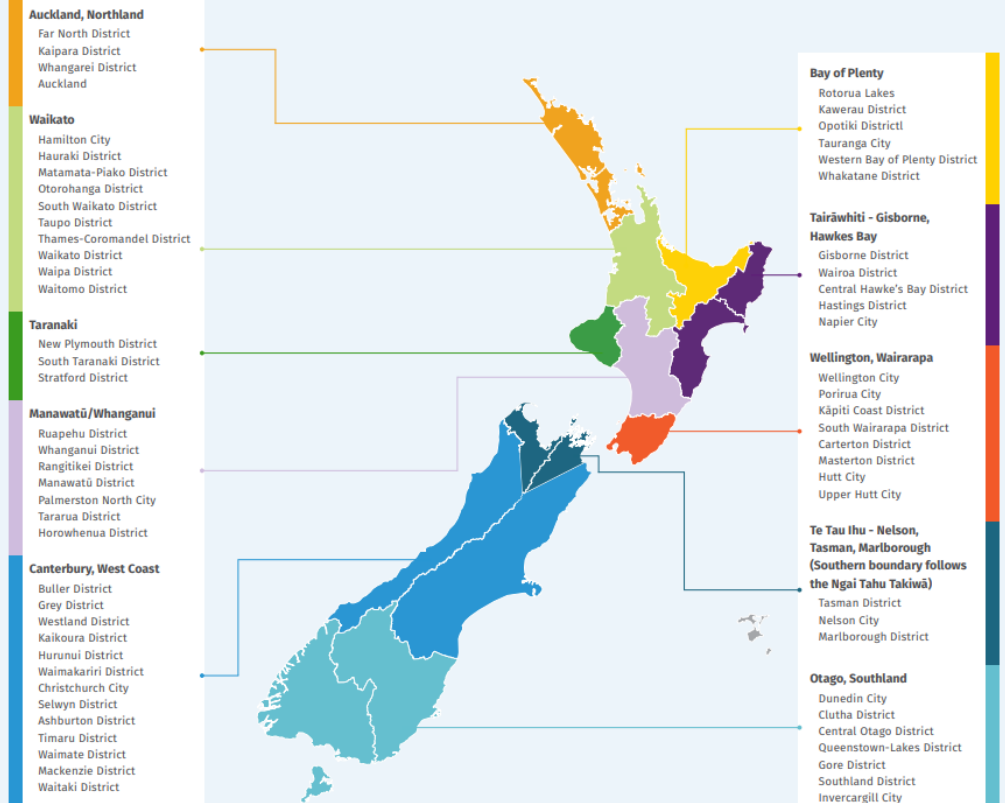 Auckland, Northland
Far North District
Kaipara District
Whangarei District
Auckland
Waikato
Hamilton City
Hauraki District
Matamata-Piako District
Otorohanga District
South Waikato District
Taupo District
Thames-Coromandel District
Waikato District
Waipa District
Waitomo District
Taranaki
New Plymouth District
South Taranaki District
Stratford District
Manawatū/Whanganui
Ruapehu District
Whanganui District
Rangitikei District
Manawatū District
Palmerston North City
Tararua District
Horowhenua District
Canterbury, West Coast
Buller District
Grey District
Westland District
Kaikoura District
Hurunui District
Waimakariri District
Christchurch City
Selwyn District
Ashburton District
Timaru District
Waimate District
Mackenzie District
Waitaki District
Bay of Plenty
Rotorua Lakes
Kawerau District
Opotiki Districtl
Tauranga City
Western Bay of Plenty District
Whakatane District
Tairāwhiti - Gisborne,
Hawkes Bay
Gisborne District
Wairoa District
Central Hawke's Bay District
Hastings District
Napier City
Wellington, Wairarapa
Wellington City
Porirua City
Kāpiti Coast District
South Wairarapa District
Carterton District
Masterton District
Hutt City
Upper Hutt City
Te Tau Ihu - Nelson,
Tasman, Marlborough
(Southern boundary follows
the Ngai Tahu Takiwā)
Tasman District
Nelson City
Marlborough District
Otago, Southland
Dunedin City
Clutha District
Central Otago District
Queenstown-Lakes District
Gore District
Southland District
Invercargill City